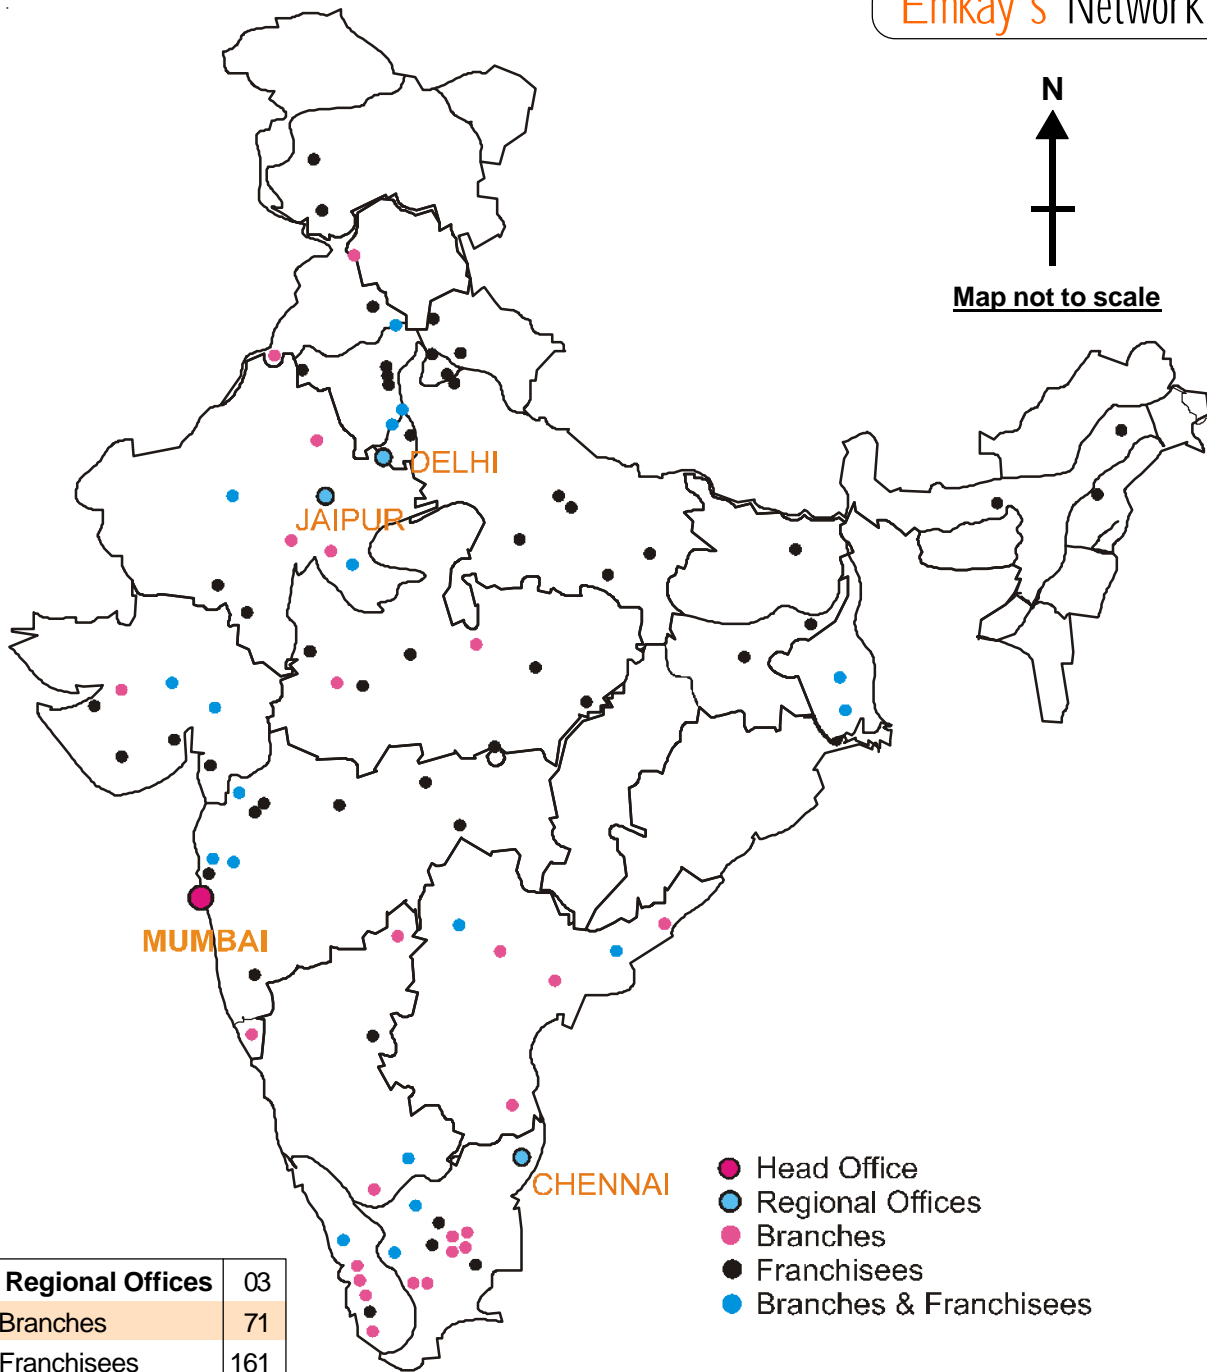 Emkay's Network
N
Map not to scale
DELHI
JAIPUR
MUMBAI
CHENNAI
Head Office
Regional Offices
Branches
Franchisees
Branches & Franchisees
Regional Offices 03
Branches 71
Franchisees 161